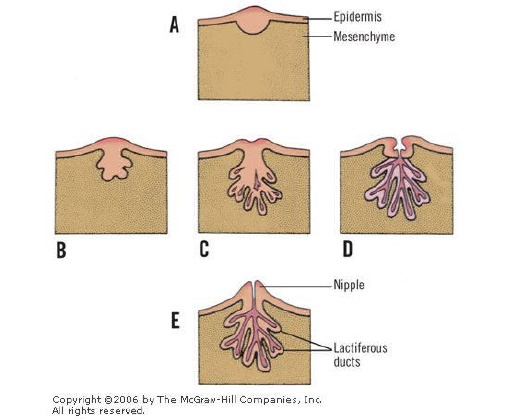 A
Epidermis
Mesenchyme
B
C
D
E
Nipple
Lactiferous
ducts
Copyright ©2006 by The McGraw-Hill Companies, Inc.
All rights reserved.